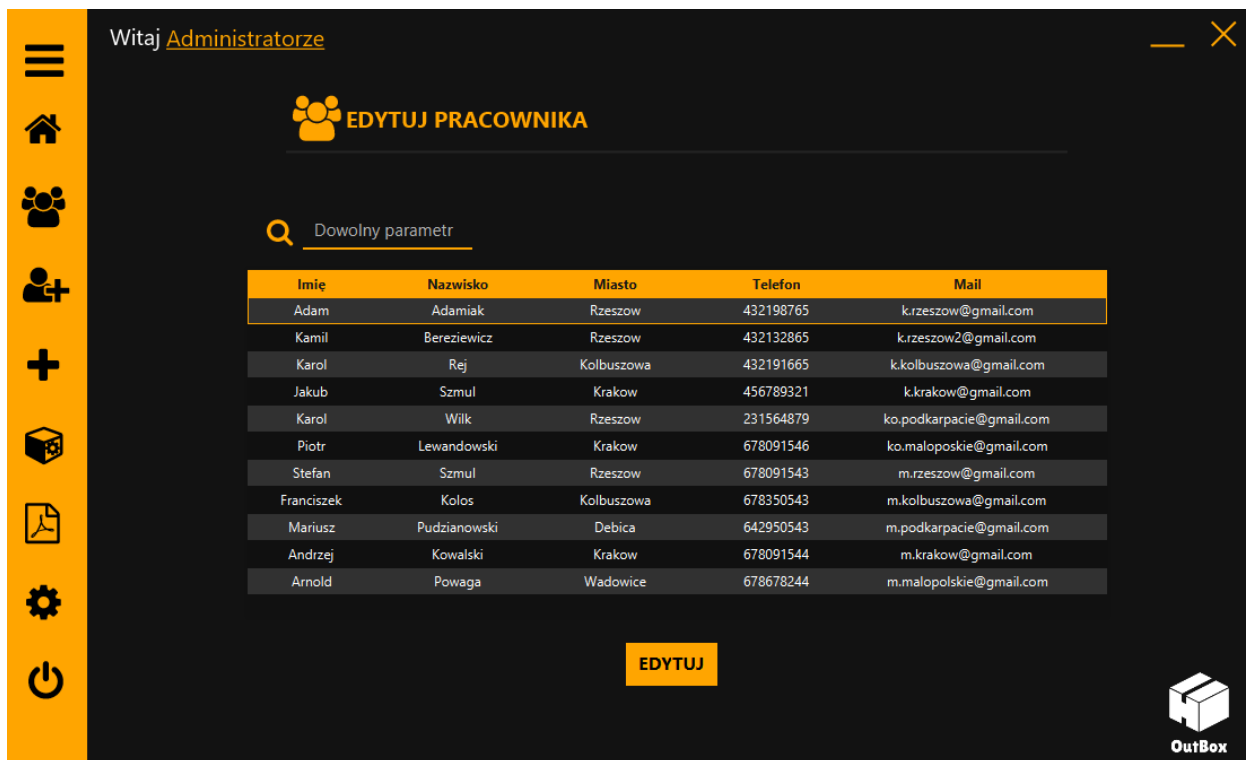 Witaj Administratorze
EDYTUJ PRACOWNIKA
Dowolny parametr
Imię Nazwisko Miasto Telefon Mail
Adam Adamiak Rzeszow 432198765 k.rzeszow@gmail.com
Kamil Bereziewicz Rzeszow 432132865 k.rzeszow2@gmail.com
Karol Rej Kolbuszowa 432191665 k.kolbuszowa@gmail.com
Jakub Szmul Krakow 456789321 k.krakow@gmail.com
Karol Wilk Rzeszow 231564879 ko.podkarpacie@gmail.com
Piotr Lewandowski Krakow 678091546 ko.maloposkie@gmail.com
Stefan Szmul Rzeszow 678091543 m.rzeszow@gmail.com
Franciszek Kolos Kolbuszowa 678350543 m.kolbuszowa@gmail.com
Mariusz Pudzianowski Debica 642950543 m.podkarpacie@gmail.com
Andrzej Kowalski Krakow 678091544 m.krakow@gmail.com
Arnold Powaga Wadowice 678678244 m.malopolskie@gmail.com
EDYTUJ
OutBox